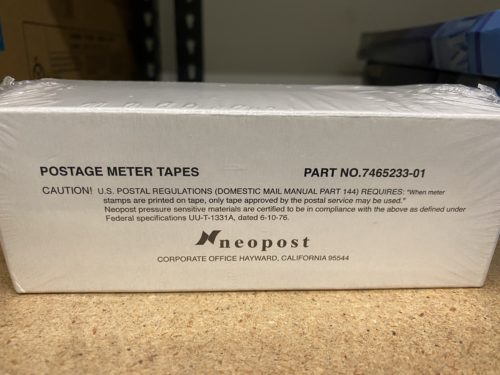 POSTAGE METER TAPES PART NO.7465233-01
CAUTION! U.S. POSTAL REGULATIONS (DOMESTIC MAIL MANUAL PART 144) REQUIRES: "When meter
stamps are printed on tape, only tape approved by the postal service may be used."
Neopost pressure sensitive materials are certified to be in compliance with the above as defined under
Federal specifications UU-T-1331A, dated 6-10-76.
neopost
CORPORATE OFFICE HAYWARD, CALIFORNIA 95544